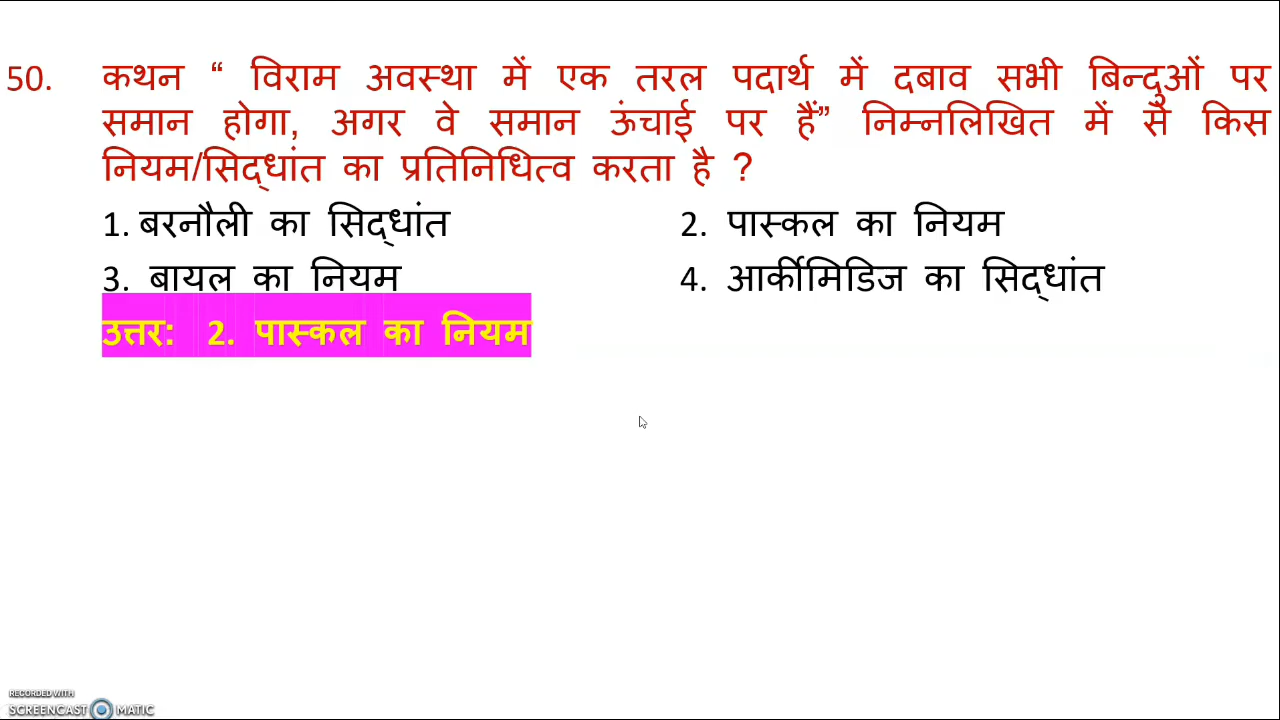 50. कथन “ विराम अवस्था में एक तरल पदार्थ में दबाव सभी बिन्दुओं पर
समान होगा, अगर वे समान ऊंचाई पर हैं” निम्नलिखित में से किस
नियम/सिद्धांत का प्रतिनिधित्व करता है ?
1. बरनौली का सिद्धांत 2. पास्कल का नियम
3. बायल का नियम 4. आर्कीमिडिज का सिद्धांत
उत्तर: 2. पास्कल का नियम
RECORDED WITH
SCREENCAST MATIC